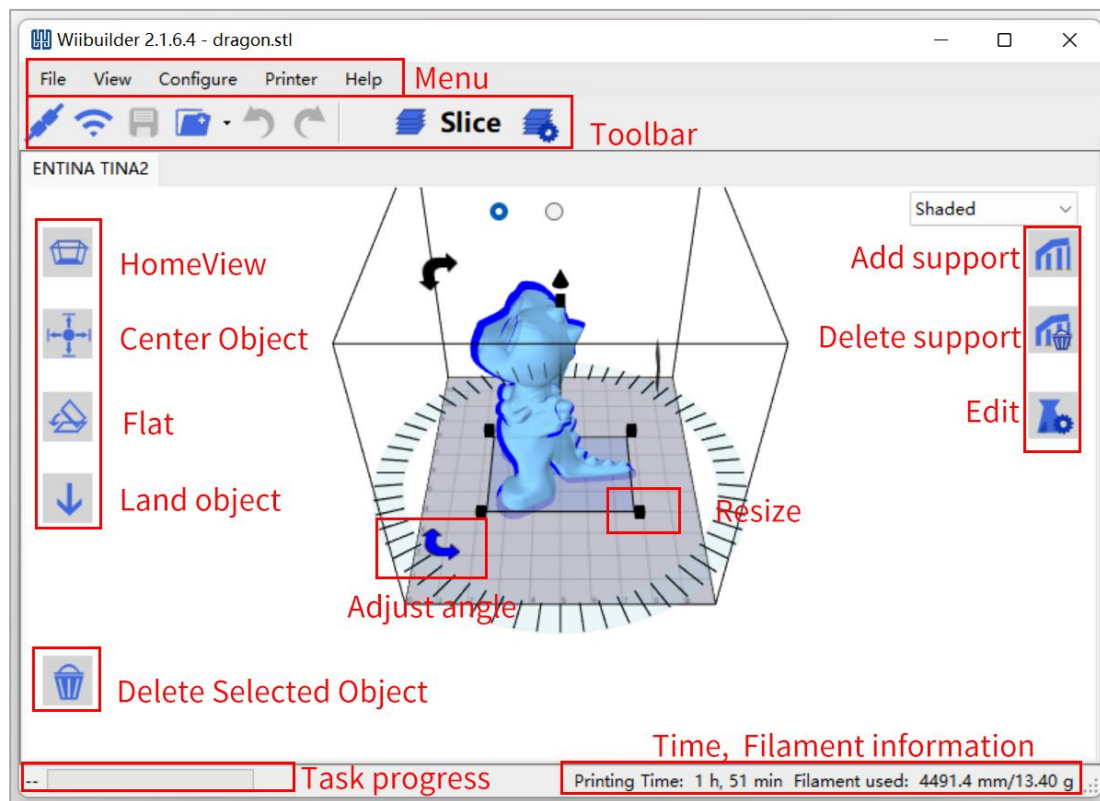 Wiibuilder 2.1.6.4 - dragon.stl
File View Configure Printer Help
Menu
Slice
Toolbar
ENTINA TINA2
Shaded
HomeView
Add support
Center Object
Delete support
Flat
Edit
Land object
Resize
Adjust angle
Delete Selected Object
Time, Filament information
-- Task progress
Printing Time: 1 h, 51 min Filament used: 4491.4 mm/13.40 g